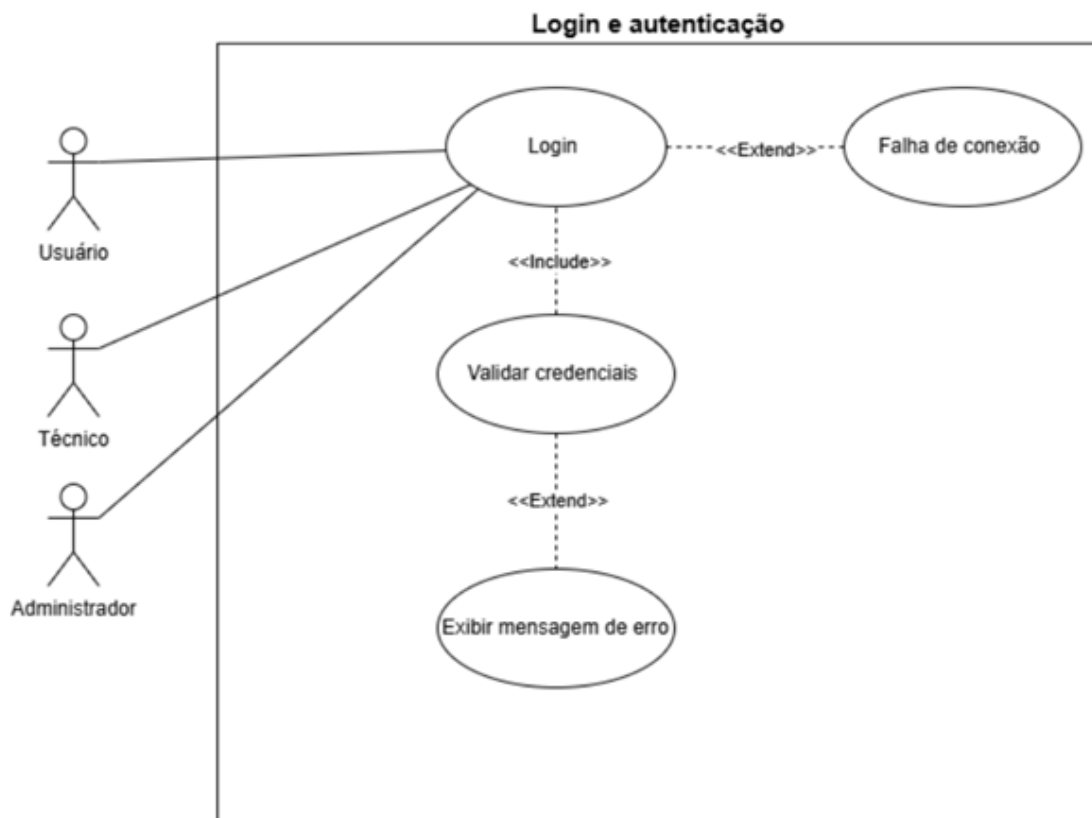 Login e autenticação
Login
<<Extend>>
Falha de conexão
Usuário
<<Include>>
Validar credenciais
Técnico
<<Extend>>
Administrador
Exibir mensagem de erro